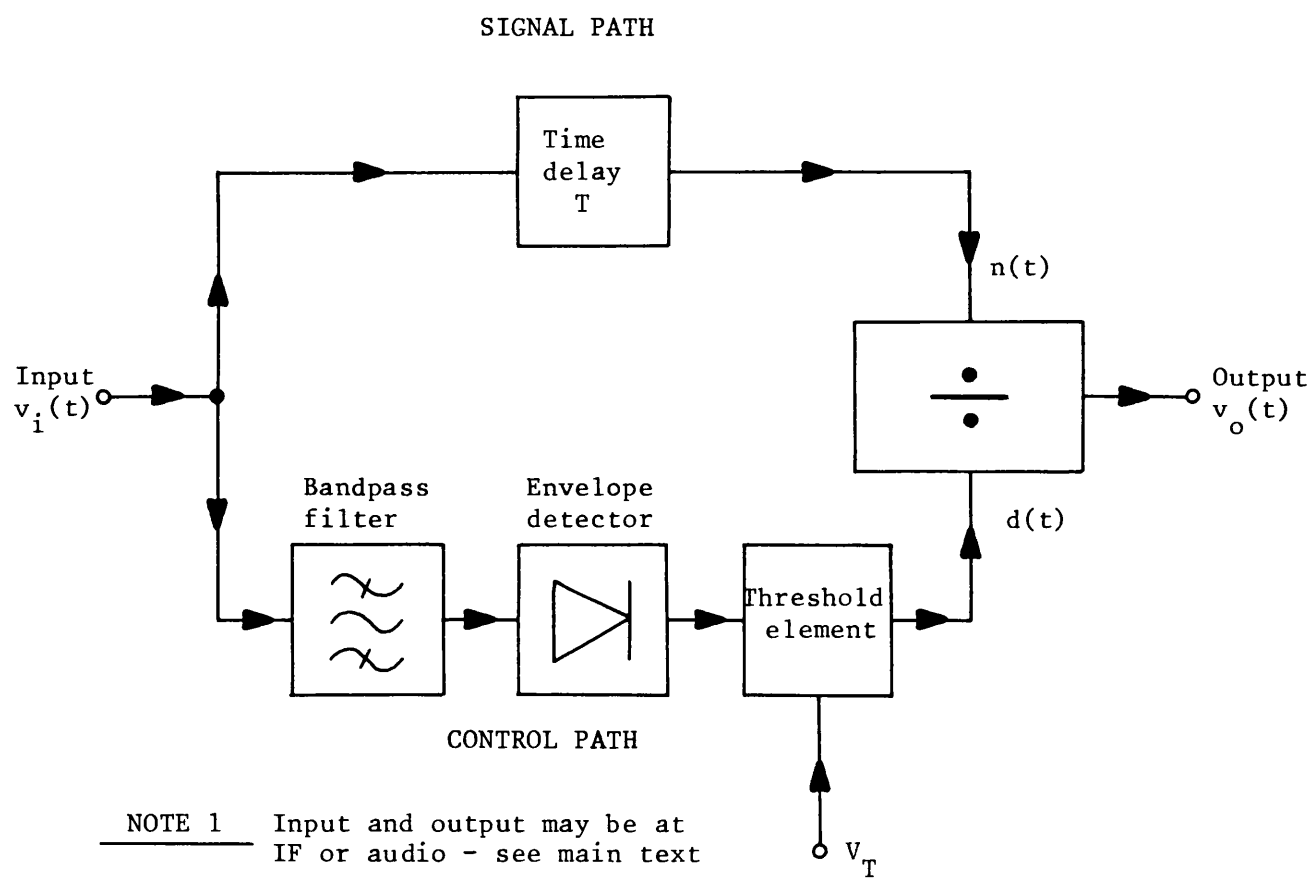 SIGNAL PATH
Time
delay
T
n(t)
Input
v_i(t)
÷
Output
v_o(t)
Bandpass
filter
Envelope
detector
d(t)
Threshold
element
CONTROL PATH
NOTE 1 Input and output may be at
IF or audio - see main text
V_T